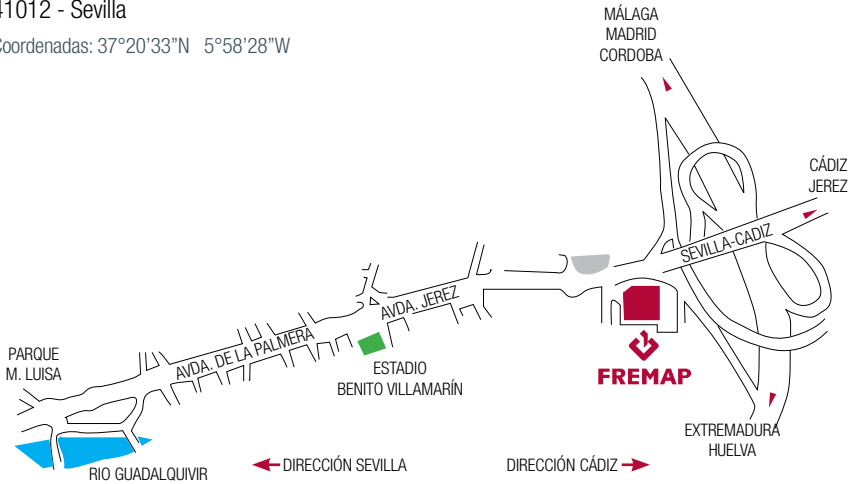 41012 - Sevilla
Coordenadas: 37°20'33”N 5°58'28”W
MÁLAGA
MADRID
CORDOBA
CÁDIZ
JEREZ
SEVILLA-CADIZ
AVDA. JEREZ
AVDA. DE LA PALMERA
PARQUE
M. LUISA
ESTADIO
BENITO VILLAMARÍN
FREMAP
EXTREMADURA
HUELVA
RIO GUADALQUIVIR
DIRECCIÓN SEVILLA
DIRECCIÓN CÁDIZ